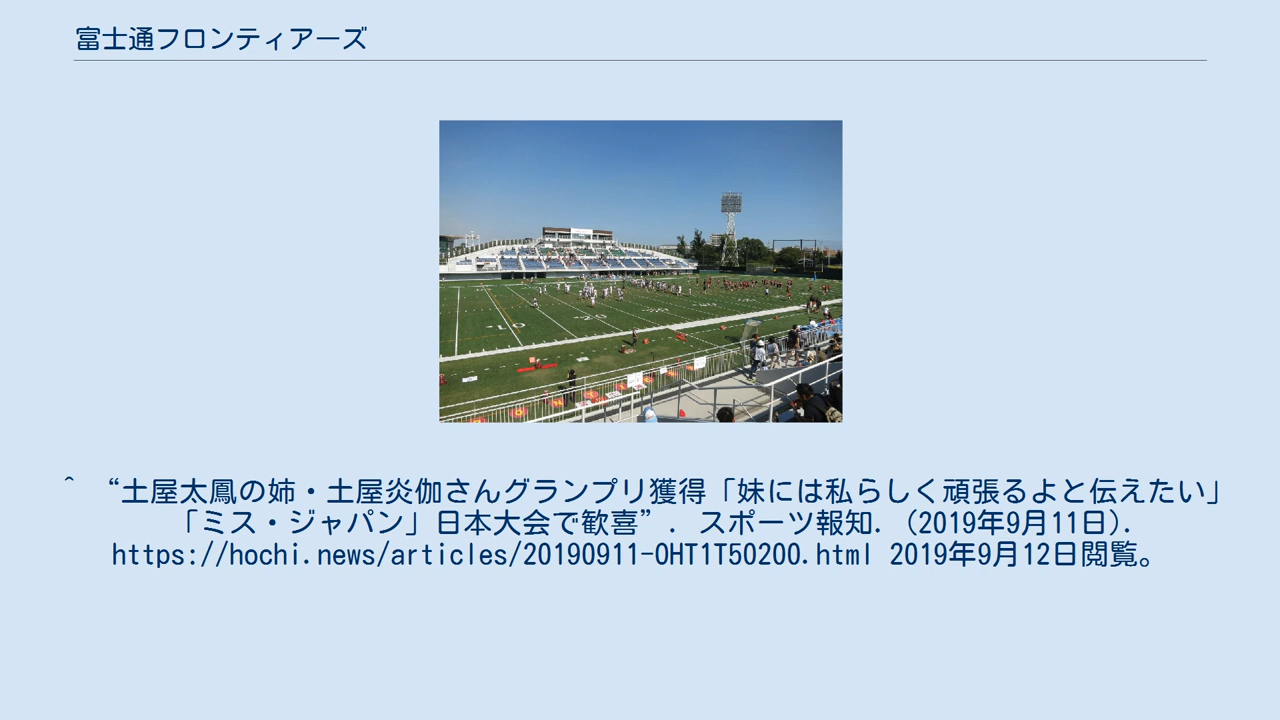 富士通フロンティアーズ
^ “土屋太鳳の姉・土屋炎伽さんグランプリ獲得「妹には私らしく頑張るよと伝えたい」
「ミス・ジャパン」日本大会で歓喜”. スポーツ報知. (2019年9月11日).
https://hochi.news/articles/20190911-OHT1T50200.html 2019年9月12日閲覧。